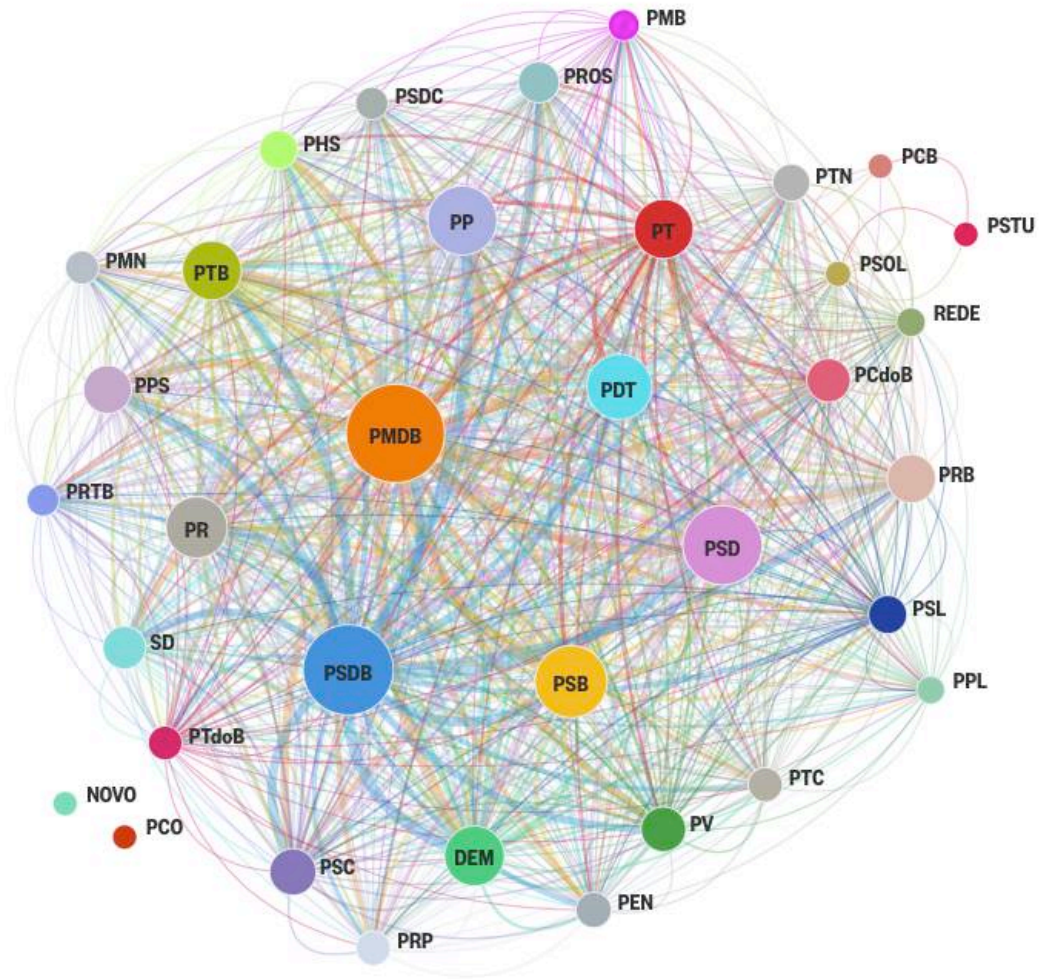 PMB
PROS
PSDC
PHS
PCB
PTN
PP
PSTU
PT
PMN
PTB
PSOL
REDE
PPS
PDT
PCdoB
PMDB
PRB
PRTB
PR
PSD
PSL
SD
PSDB
PSB
PPL
PTdoB
PTC
NOVO
PCO
PV
DEM
PSC
PEN
PRP